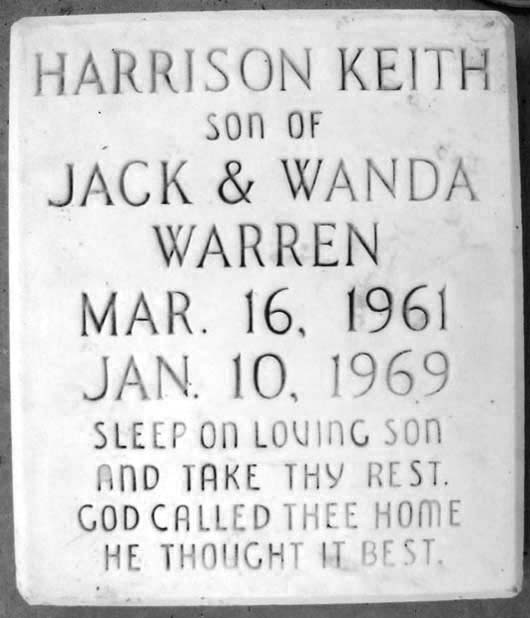 HARRISON KEITH
SON OF
JACK & WANDA
WARREN
MAR. 16, 1961
JAN. 10, 1969
SLEEP ON LOVING SON
AND TAKE THY REST.
GOD CALLED THEE HOME
HE THOUGHT IT BEST.